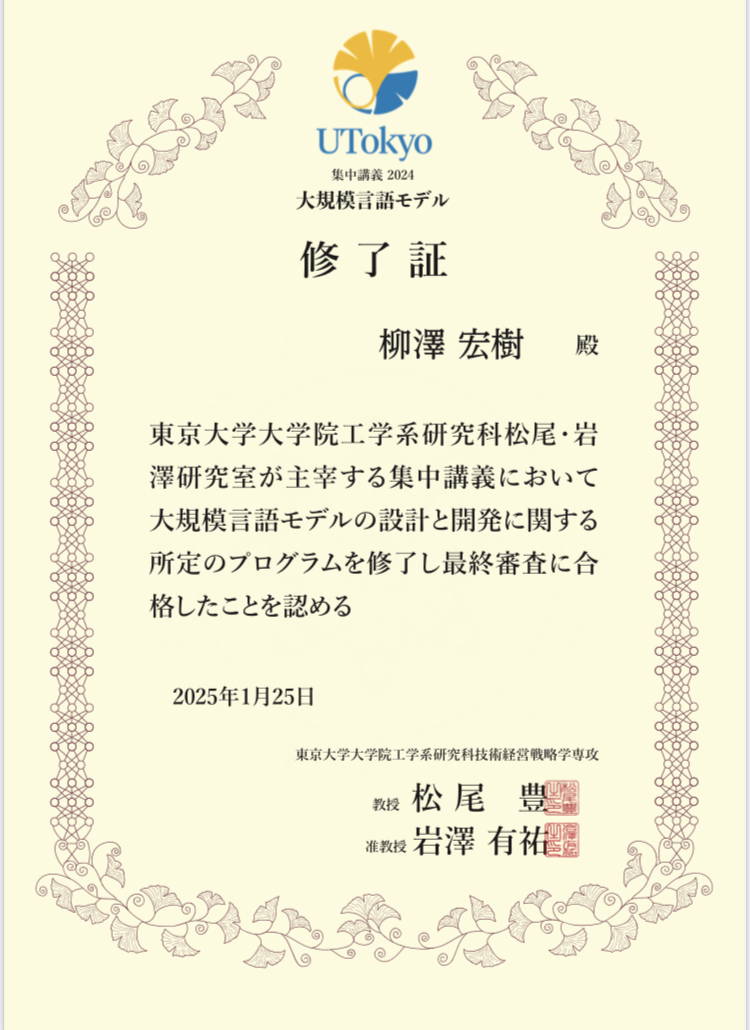 UTokyo
集中講義 2024
大規模言語モデル
修了証
柳澤 宏樹 殿
東京大学大学院工学系研究科松尾・岩
澤研究室が主宰する集中講義において
大規模言語モデルの設計と開発に関する
所定のプログラムを修了し最終審査に合
格したことを認める
2025年1月25日
東京大学大学院工学系研究科技術経営戦略学専攻
教授 松尾 豊
准教授 岩澤 有祐